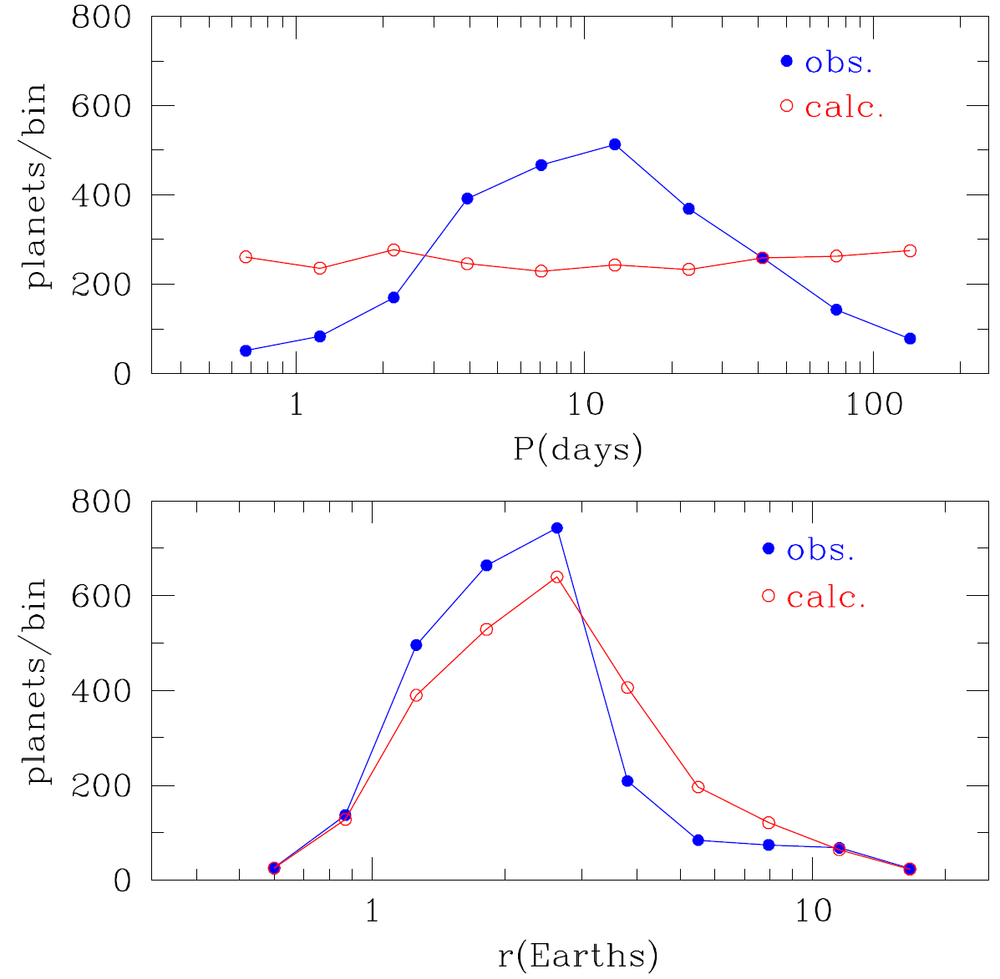 800
600
400
200
0
planets/bin
obs.
calc.
1 10 100
P(days)
800
600
400
200
0
planets/bin
obs.
calc.
1 10
r(Earths)